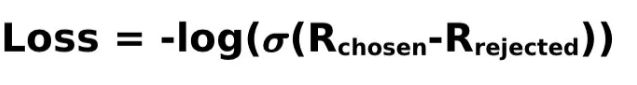 Loss = -log(σ(R_chosen-R_rejected))